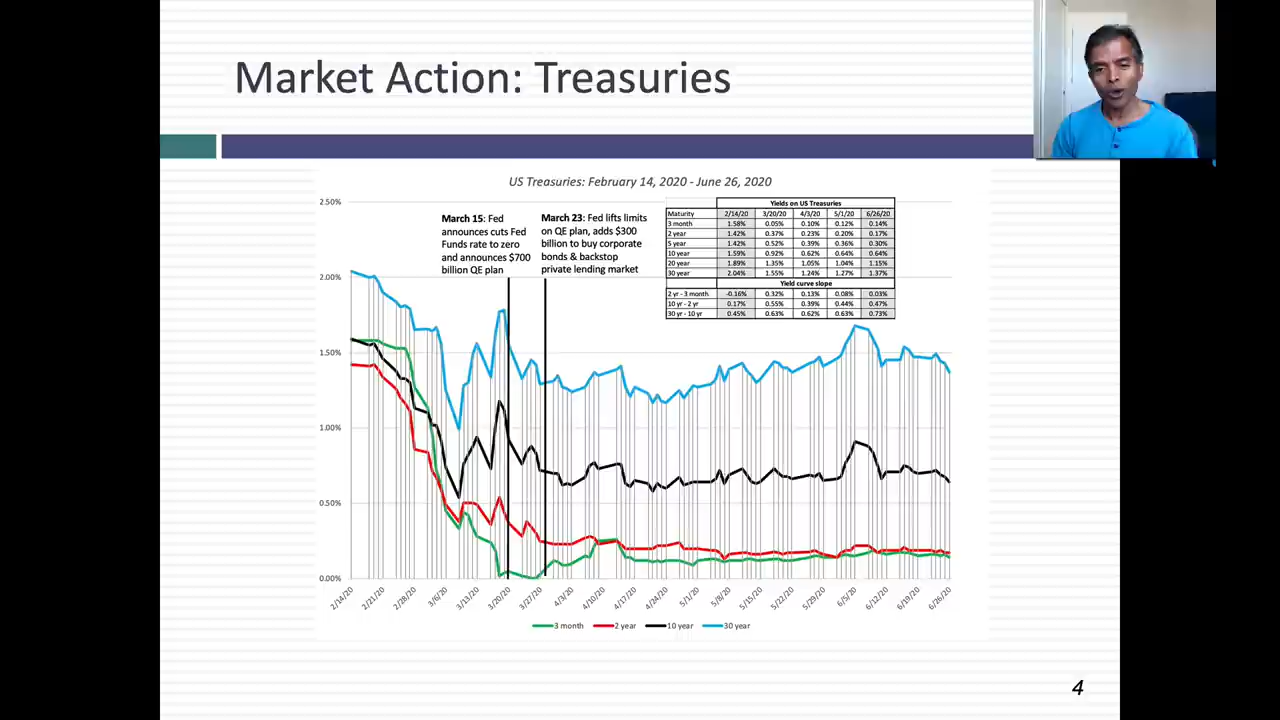 Market Action: Treasuries
US Treasuries: February 14, 2020 - June 26, 2020
2.50%
2.00%
1.50%
1.00%
0.50%
0.00%
March 15: Fed
announces cuts Fed
Funds rate to zero
and announces $700
billion QE plan
March 23: Fed lifts limits
on QE plan, adds $300
billion to buy corporate
bonds & backstop
private lending market
Yields on US Treasuries
Maturity 2/14/20 3/20/20 4/3/20 5/1/20 6/26/20
3 month 1.58% 0.05% 0.10% 0.12% 0.14%
2 year 1.42% 0.37% 0.23% 0.20% 0.17%
5 year 1.42% 0.52% 0.39% 0.36% 0.30%
10 year 1.59% 0.92% 0.62% 0.64% 0.64%
20 year 1.89% 1.35% 1.05% 1.04% 1.15%
30 year 2.04% 1.55% 1.24% 1.27% 1.37%
Yield curve slope
2 yr - 3 month -0.16% 0.32% 0.13% 0.08% 0.03%
10 yr - 2 yr 0.17% 0.55% 0.39% 0.44% 0.47%
30 yr - 10 yr 0.45% 0.63% 0.62% 0.63% 0.73%
2/14/20 2/21/20 2/28/20 3/6/20 3/13/20 3/20/20 3/27/20 4/3/20 4/10/20 4/17/20 4/24/20 5/1/20 5/8/20 5/15/20 5/22/20 5/29/20 6/5/20 6/12/20 6/19/20 6/26/20
3 month 2 year 10 year 30 year
4